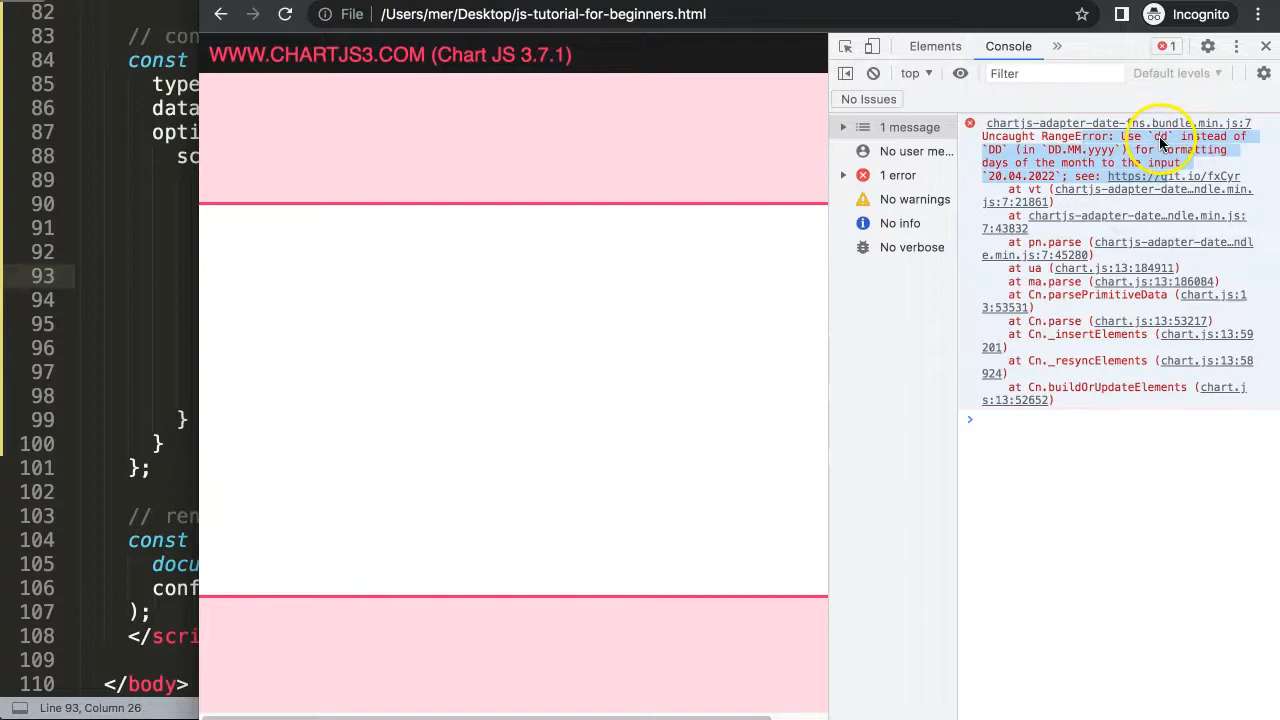 82
83 // con
84 const
85 type
86 data
87 opti
88 sc
89
90
91
92
93
94
95
96
97
98
99 }
100 }
101 };
102
103 // ren
104 const
105 docu
106 conf
107 );
108 </scri
109
110 </body>
Line 93, Column 26
File /Users/mer/Desktop/js-tutorial-for-beginners.html Incognito
WWW.CHARTJS3.COM (Chart JS 3.7.1)
Elements Console » 1
top Filter Default levels
No Issues
1 message
No user me...
1 error
No warnings
No info
No verbose
chartjs-adapter-date-fns.bundle.min.js:7
Uncaught RangeError: Use `dd` instead of
`DD` (in `DD.MM.yyyy`) for formatting
days of the month to the input
`20.04.2022`; see: https://git.io/fxCyr
at vt (chartjs-adapter-date…ndle.min.
js:7:21861)
at chartjs-adapter-date…ndle.min.js:
7:43832
at pn.parse (chartjs-adapter-date…ndl
e.min.js:7:45280)
at ua (chart.js:13:184911)
at ma.parse (chart.js:13:186084)
at Cn.parsePrimitiveData (chart.js:1
3:53531)
at Cn.parse (chart.js:13:53217)
at Cn._insertElements (chart.js:13:59
201)
at Cn._resyncElements (chart.js:13:58
924)
at Cn.buildOrUpdateElements (chart.j
s:13:52652)